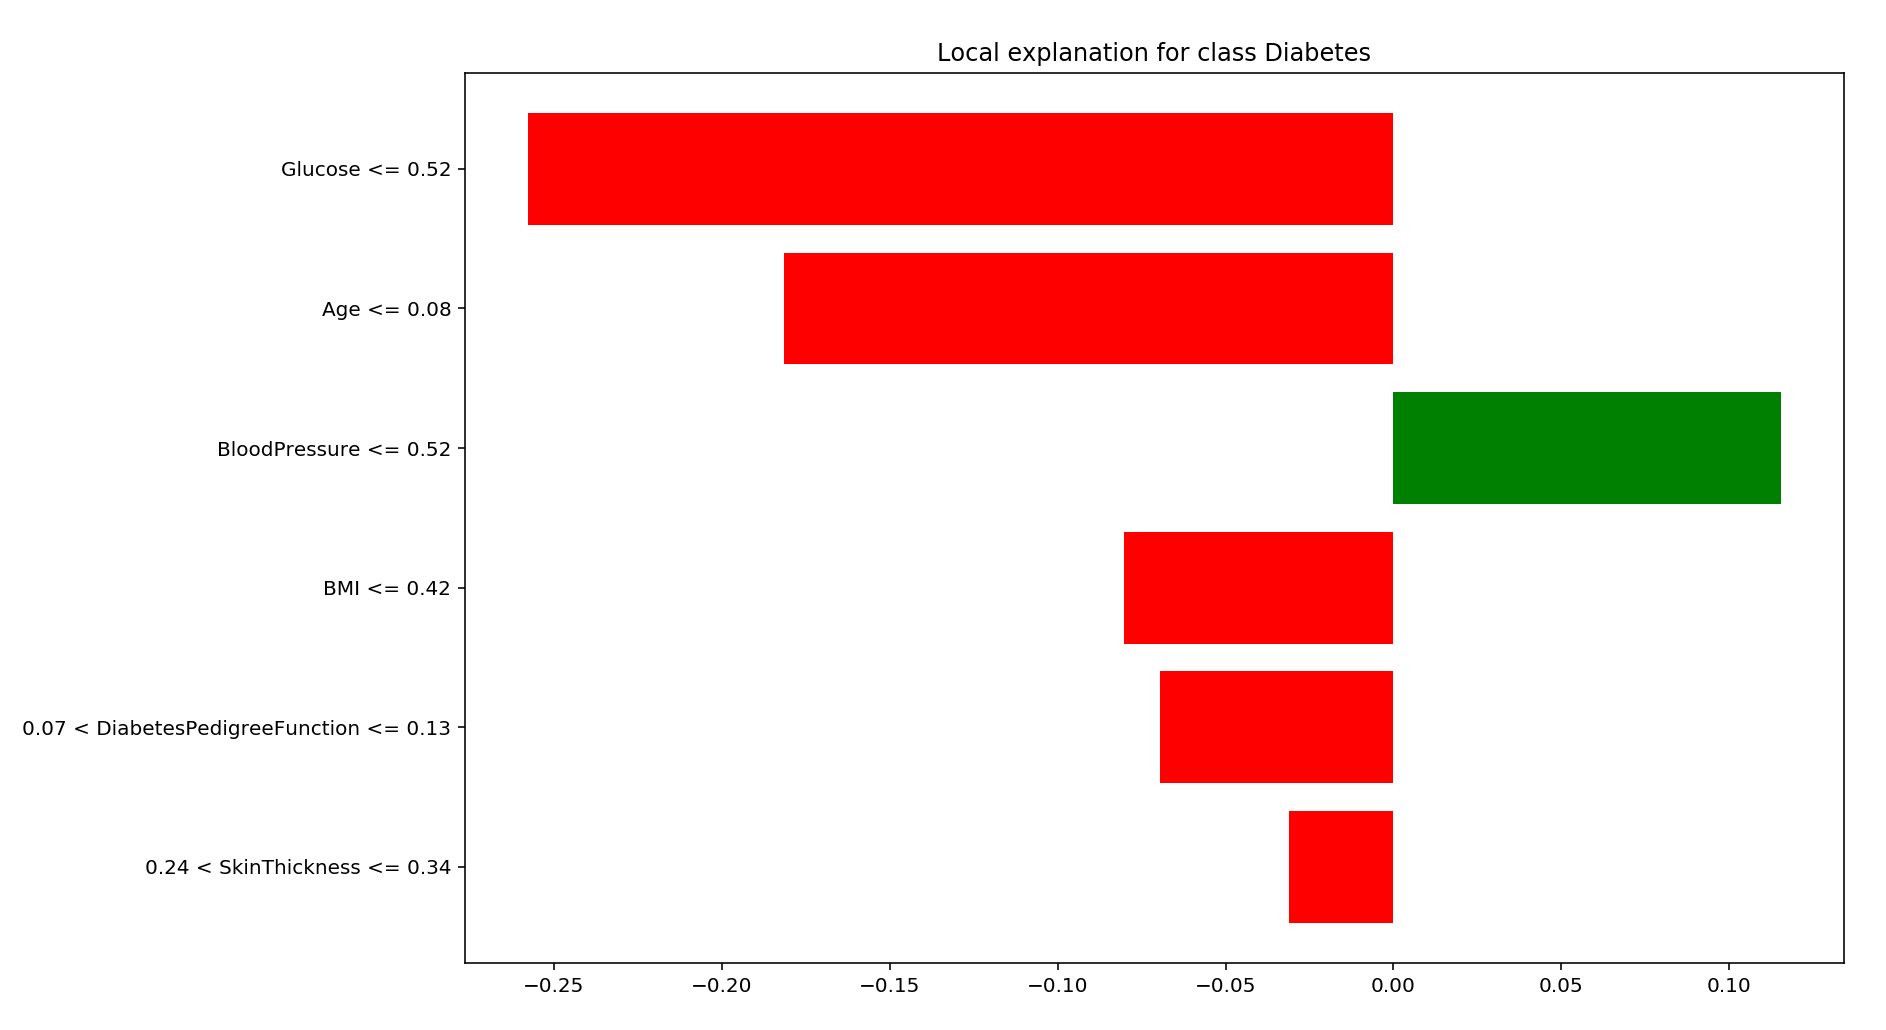 Local explanation for class Diabetes
Glucose <= 0.52
Age <= 0.08
BloodPressure <= 0.52
BMI <= 0.42
0.07 < DiabetesPedigreeFunction <= 0.13
0.24 < SkinThickness <= 0.34
−0.25 −0.20 −0.15 −0.10 −0.05 0.00 0.05 0.10